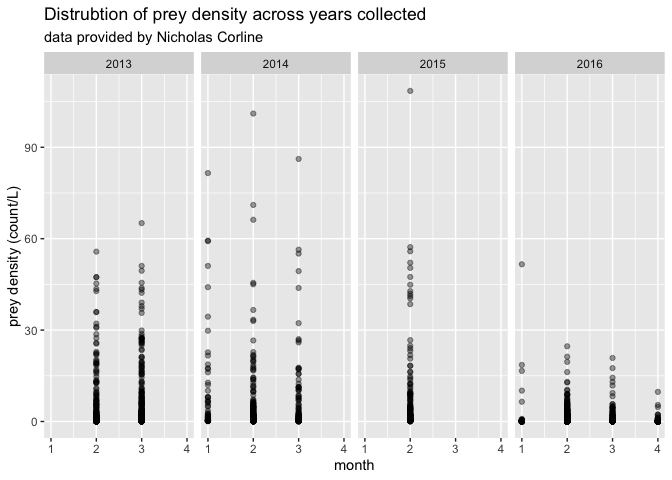 Distrubtion of prey density across years collected
data provided by Nicholas Corline
2013 2014 2015 2016
prey density (count/L)
90
60
30
0
1 2 3 4 1 2 3 4 1 2 3 4 1 2 3 4
month